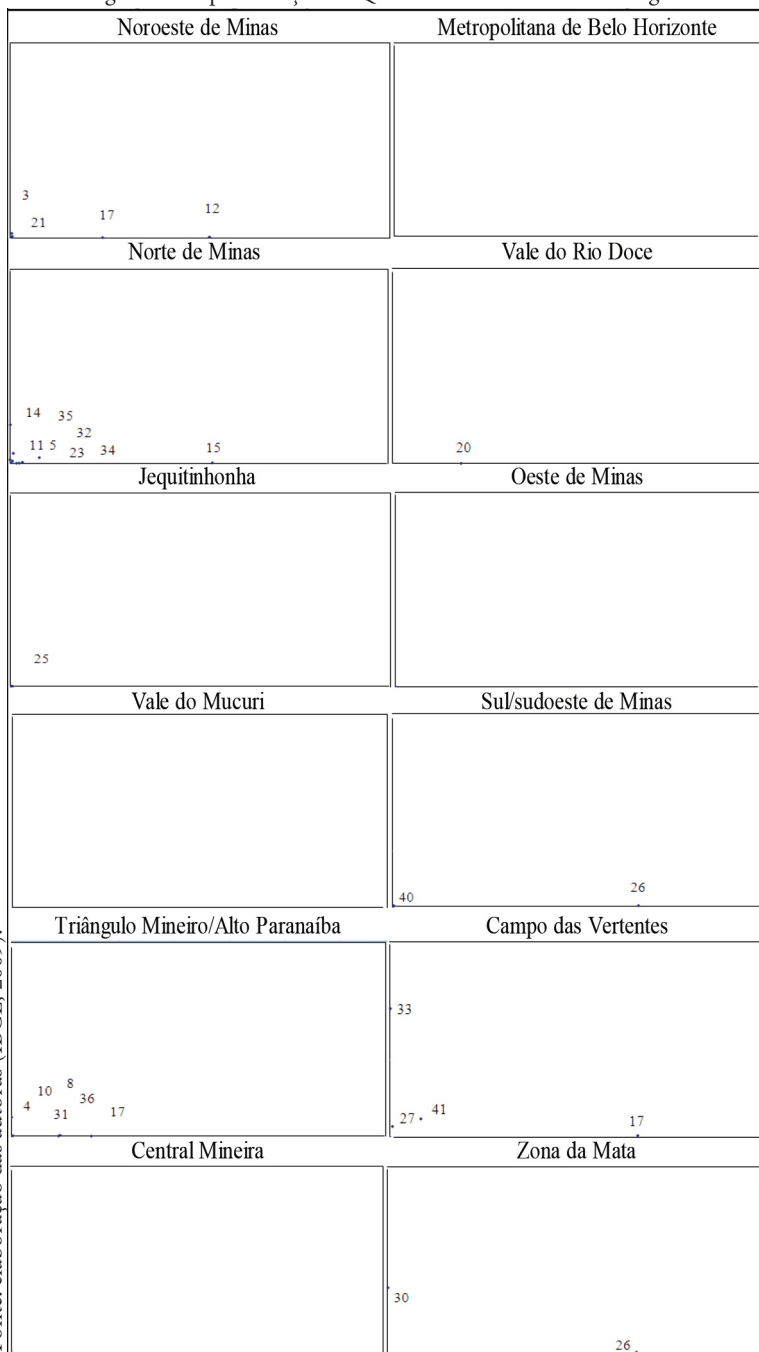 Noroeste de Minas
Metropolitana de Belo Horizonte
3
21
17
12
Norte de Minas
Vale do Rio Doce
14
35
32
11
5
23
34
15
20
Jequitinhonha
Oeste de Minas
25
Vale do Mucuri
Sul/sudoeste de Minas
40
26
Triângulo Mineiro/Alto Paranaíba
Campo das Vertentes
33
8
10
36
4
31
17
27
41
17
Central Mineira
Zona da Mata
30
26